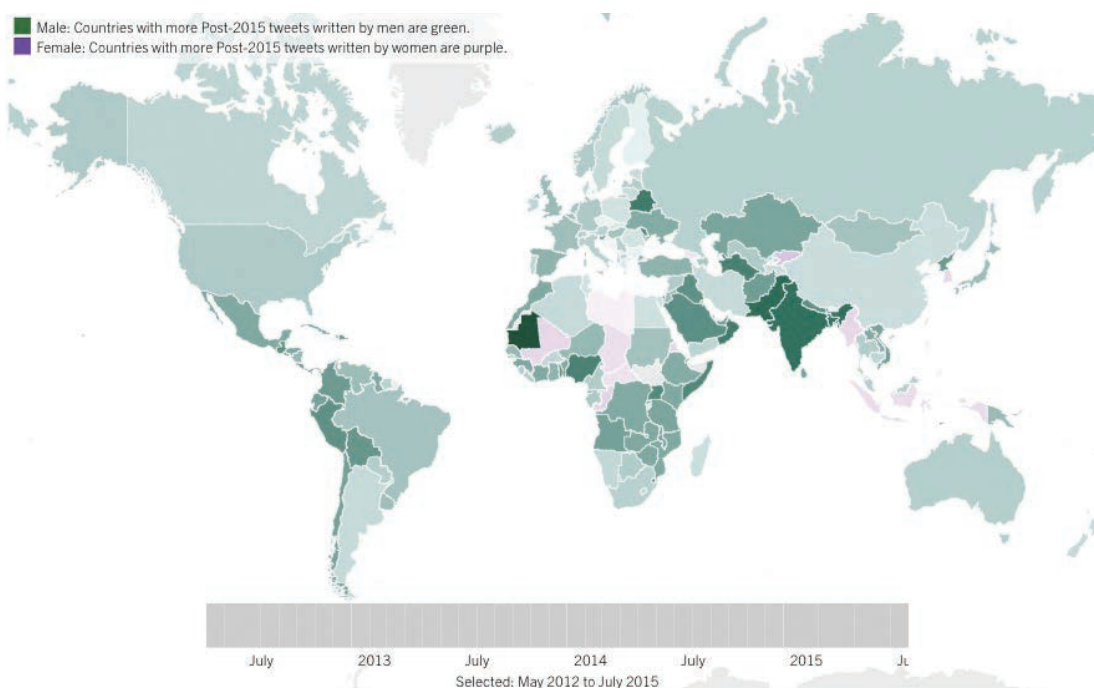 Male: Countries with more Post-2015 tweets written by men are green.
Female: Countries with more Post-2015 tweets written by women are purple.
July 2013 July 2014 July 2015
Selected: May 2012 to July 2015